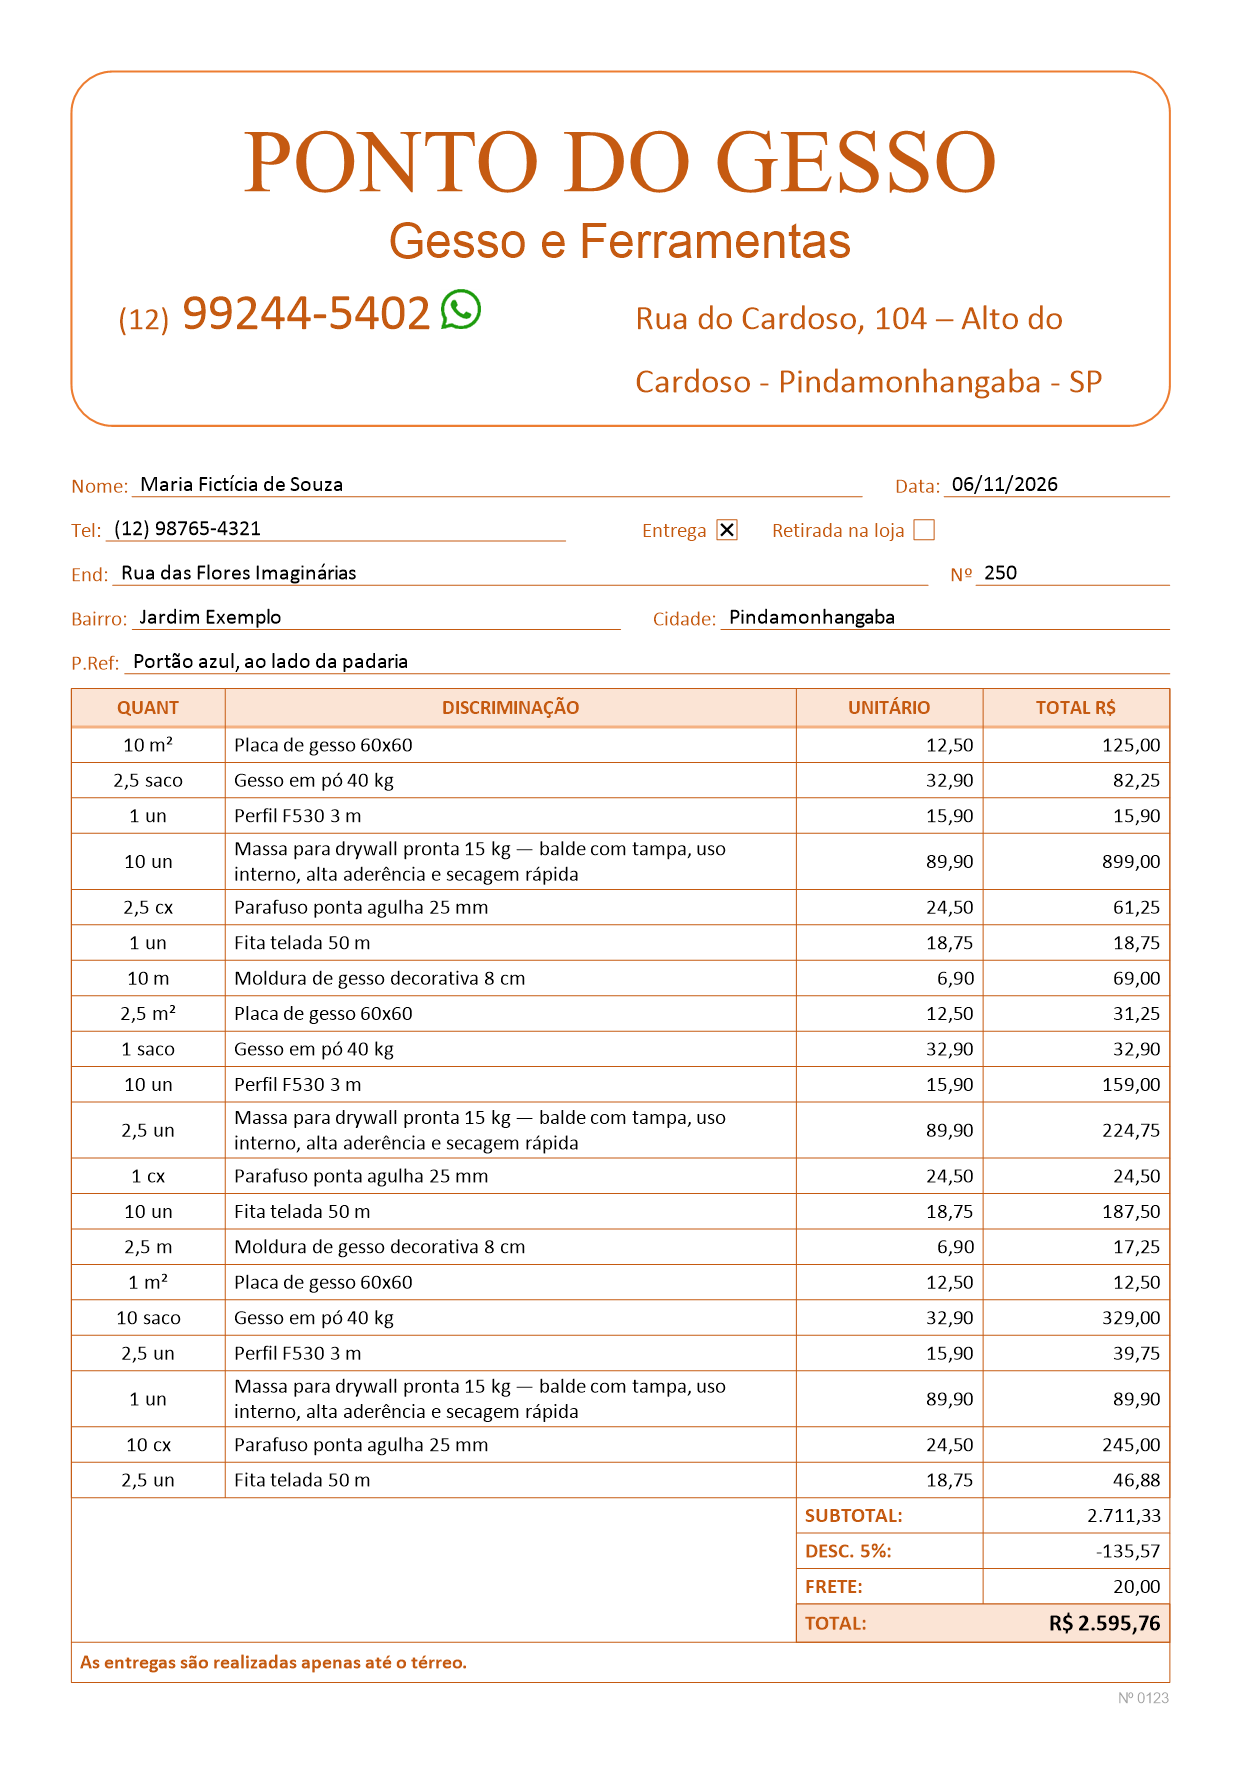 PONTO DO GESSO
Gesso e Ferramentas
(12) 99244-5402
Rua do Cardoso, 104 – Alto do
Cardoso - Pindamonhangaba - SP
Nome: Maria Fictícia de Souza Data: 06/11/2026
Tel: (12) 98765-4321 Entrega ☒ Retirada na loja ☐
End: Rua das Flores Imaginárias Nº 250
Bairro: Jardim Exemplo Cidade: Pindamonhangaba
P.Ref: Portão azul, ao lado da padaria
QUANT DISCRIMINAÇÃO UNITÁRIO TOTAL R$
10 m² Placa de gesso 60x60 12,50 125,00
2,5 saco Gesso em pó 40 kg 32,90 82,25
1 un Perfil F530 3 m 15,90 15,90
10 un Massa para drywall pronta 15 kg — balde com tampa, uso
interno, alta aderência e secagem rápida 89,90 899,00
2,5 cx Parafuso ponta agulha 25 mm 24,50 61,25
1 un Fita telada 50 m 18,75 18,75
10 m Moldura de gesso decorativa 8 cm 6,90 69,00
2,5 m² Placa de gesso 60x60 12,50 31,25
1 saco Gesso em pó 40 kg 32,90 32,90
10 un Perfil F530 3 m 15,90 159,00
2,5 un Massa para drywall pronta 15 kg — balde com tampa, uso
interno, alta aderência e secagem rápida 89,90 224,75
1 cx Parafuso ponta agulha 25 mm 24,50 24,50
10 un Fita telada 50 m 18,75 187,50
2,5 m Moldura de gesso decorativa 8 cm 6,90 17,25
1 m² Placa de gesso 60x60 12,50 12,50
10 saco Gesso em pó 40 kg 32,90 329,00
2,5 un Perfil F530 3 m 15,90 39,75
1 un Massa para drywall pronta 15 kg — balde com tampa, uso
interno, alta aderência e secagem rápida 89,90 89,90
10 cx Parafuso ponta agulha 25 mm 24,50 245,00
2,5 un Fita telada 50 m 18,75 46,88
SUBTOTAL: 2.711,33
DESC. 5%: -135,57
FRETE: 20,00
TOTAL: R$ 2.595,76
As entregas são realizadas apenas até o térreo.
Nº 0123